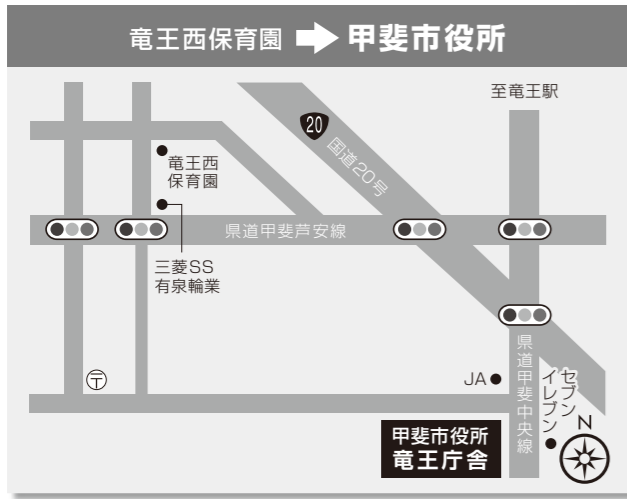 竜王西保育園 ➡ 甲斐市役所
至竜王駅
20
国道20号
竜王西
保育園
県道甲斐芦安線
三菱SS
有泉輪業
〒
JA
県道甲斐中央線
セブン
イレブン
N
甲斐市役所
竜王庁舎